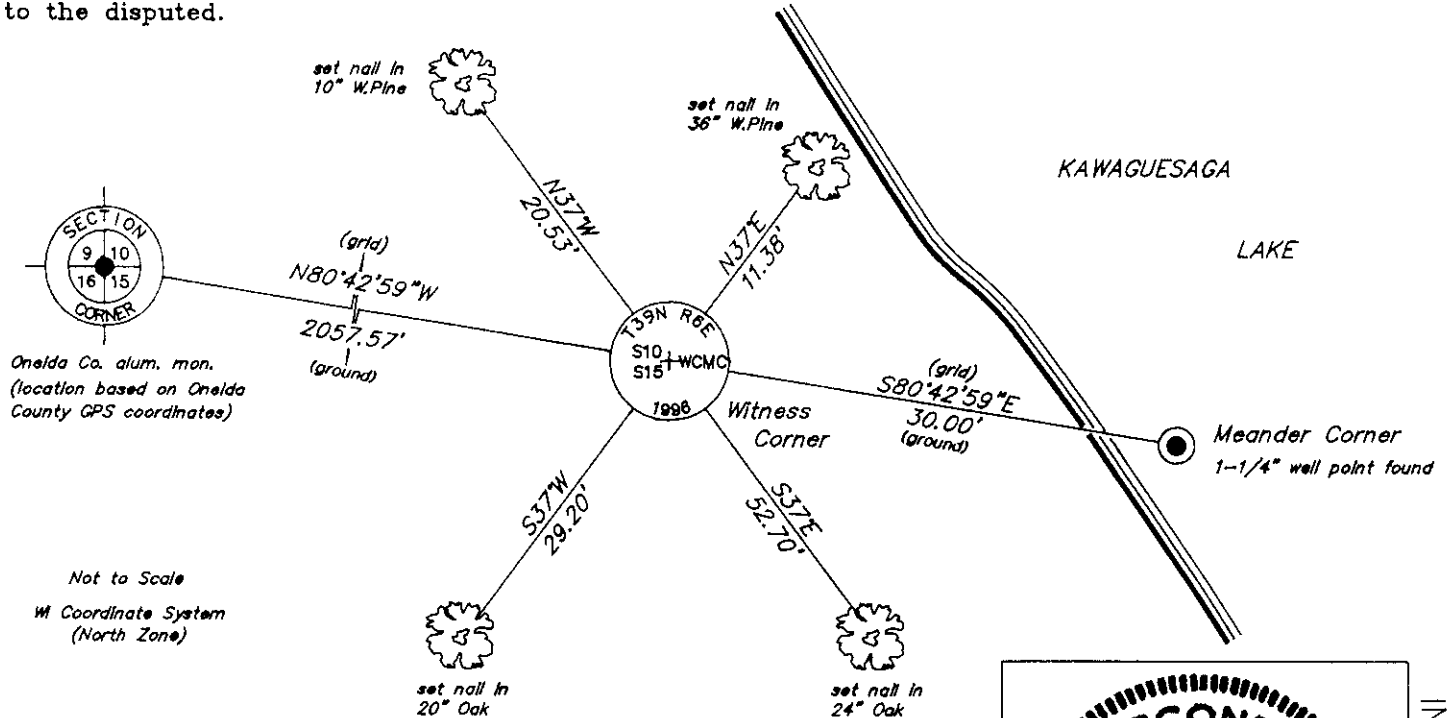 to the disputed.
set nail in
10" W.Pine
set nail in
36" W.Pine
KAWAGUESAGA
LAKE
N37°W
20.53'
N37°E
11.38'
SECTION
9 10
16 15
CORNER
(grid)
N80°42'59"W
2057.57'
(ground)
Oneida Co. alum. mon.
(location based on Oneida
County GPS coordinates)
T39N R6E
S10 WCMC
S15
1996
Witness
Corner
(grid)
S80°42'59"E
30.00'
(ground)
Meander Corner
1-1/4" well point found
S37°W
29.20'
S37°E
52.70'
Not to Scale
WI Coordinate System
(North Zone)
set nail in
20" Oak
set nail in
24" Oak